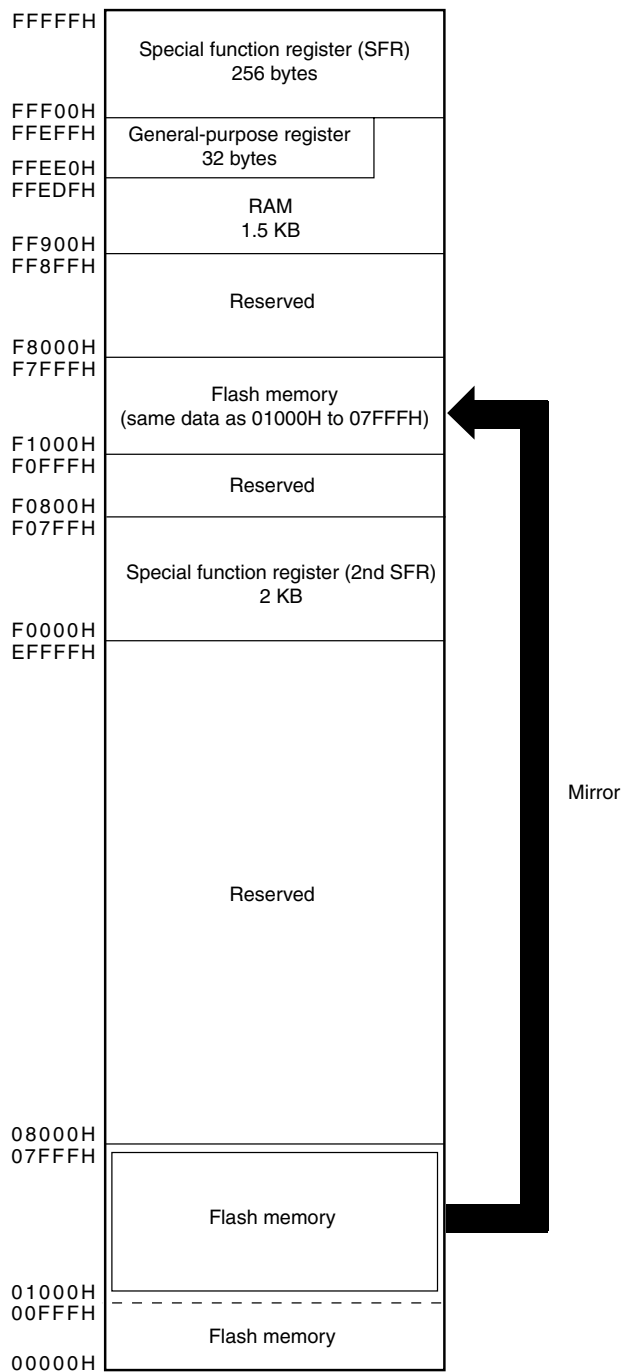 FFFFFH
Special function register (SFR)
256 bytes
FFF00H
FFEFFH
General-purpose register
32 bytes
FFEE0H
FFEDFH
RAM
1.5 KB
FF900H
FF8FFH
Reserved
F8000H
F7FFFH
Flash memory
(same data as 01000H to 07FFFH)
F1000H
F0FFFH
Reserved
F0800H
F07FFH
Special function register (2nd SFR)
2 KB
F0000H
EFFFFH
Mirror
Reserved
08000H
07FFFH
Flash memory
01000H
00FFFH
Flash memory
00000H